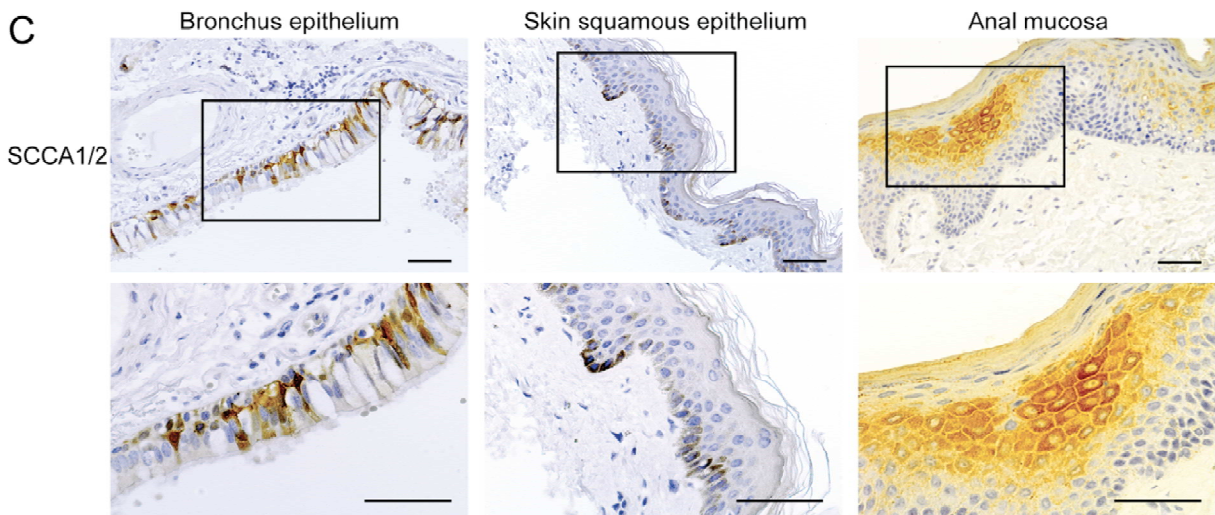 C
Bronchus epithelium
Skin squamous epithelium
Anal mucosa
SCCA1/2